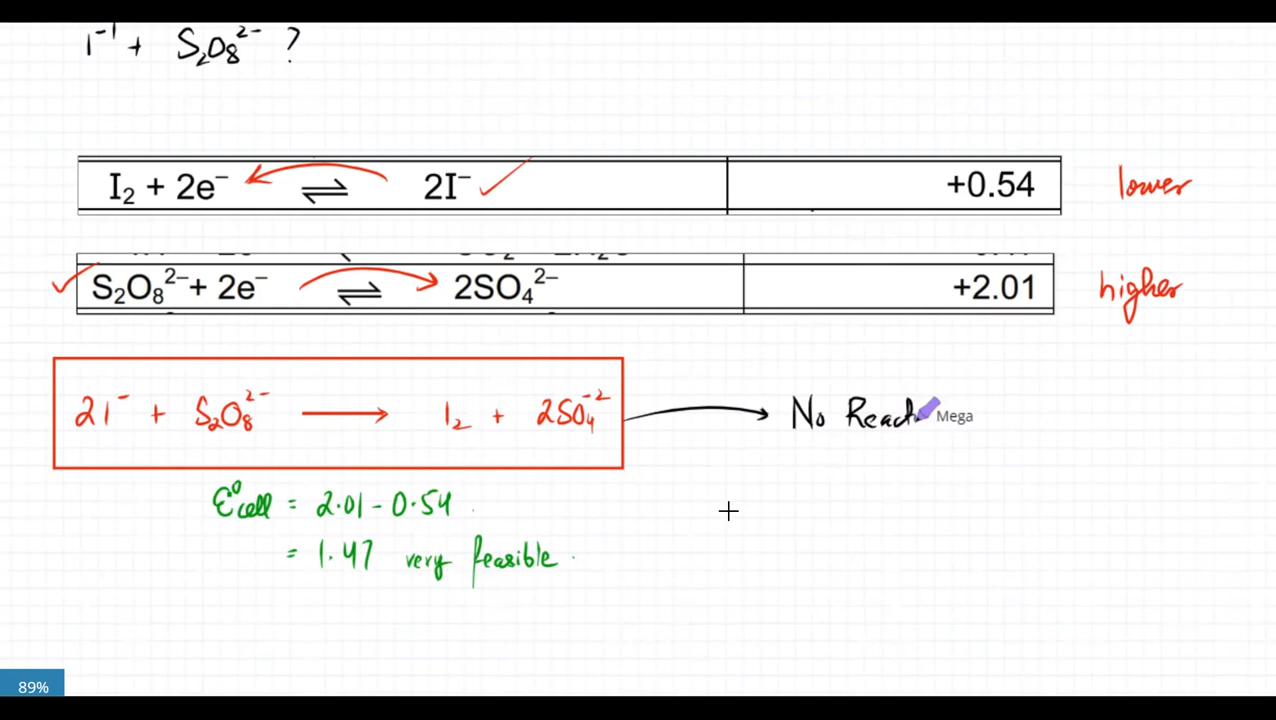 I⁻¹ + S₂O₈²⁻ ?
I₂ + 2e⁻ ⇌ 2I⁻ ✓ +0.54 lower
✓ S₂O₈²⁻ + 2e⁻ ⇌ 2SO₄²⁻ +2.01 higher
2I⁻ + S₂O₈²⁻ → I₂ + 2SO₄⁻² → No React Mega
E⁰cell = 2.01 - 0.54
= 1.47 very feasible.
89%